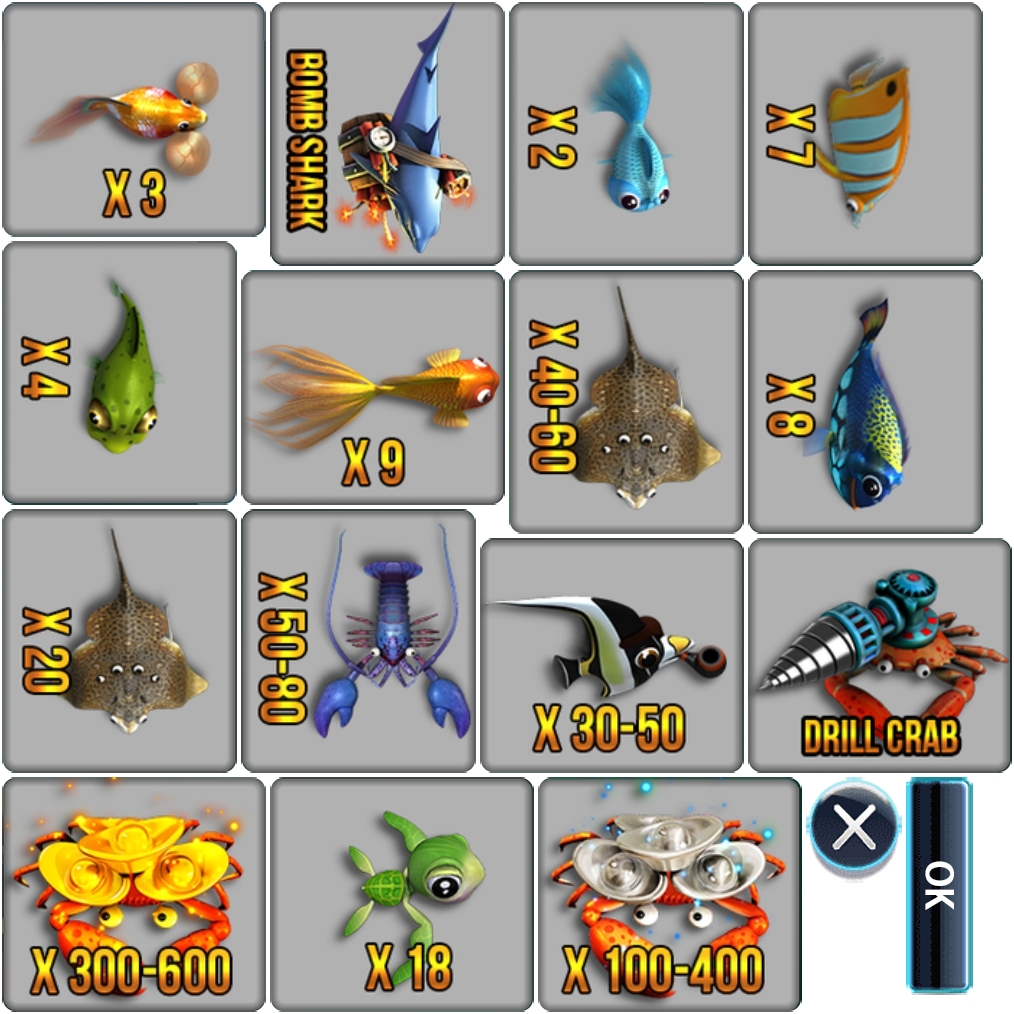 X 3
BOMB SHARK
X 2
X 7
X 4
X 9
X 40-60
X 8
X 20
X 50-80
X 30-50
DRILL CRAB
X 300-600
X 18
X 100-400
OK